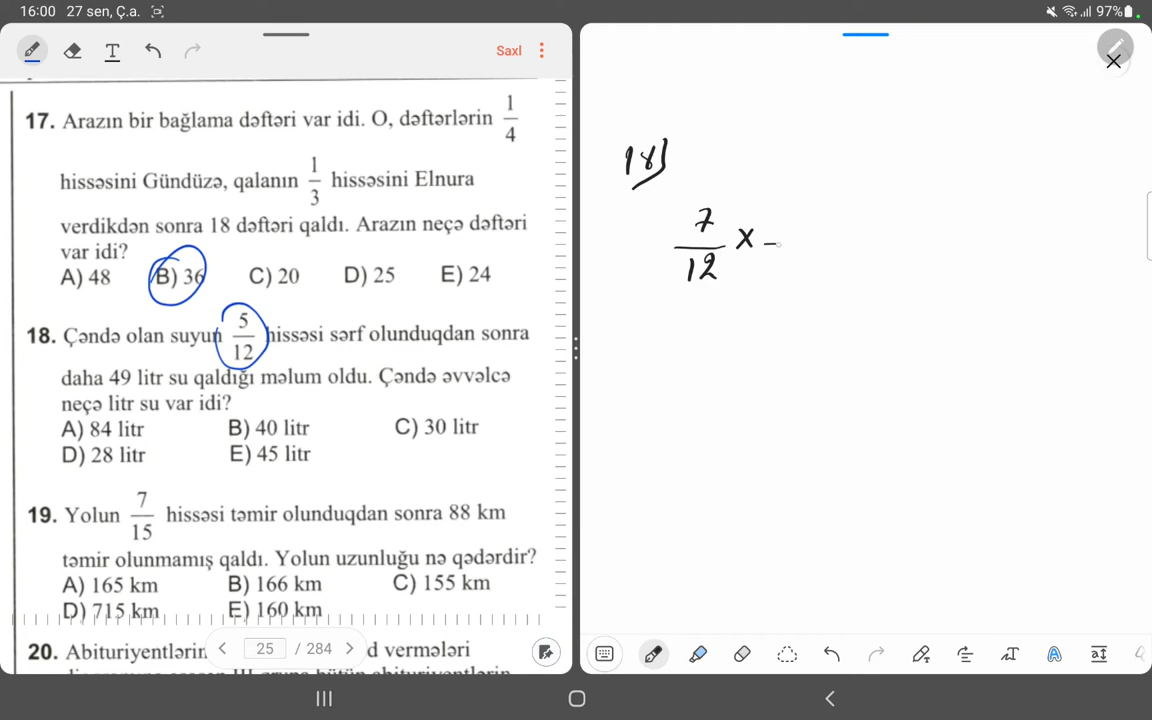 16:00 27 sen, Ç.a. 97%
T Saxl
17. Arazın bir bağlama dəftəri var idi. O, dəftərlərin 1/4
hissəsini Gündüzə, qalanın 1/3 hissəsini Elnura
verdikdən sonra 18 dəftəri qaldı. Arazın neçə dəftəri
var idi?
A) 48 B) 36 C) 20 D) 25 E) 24
18. Çəndə olan suyun 5/12 hissəsi sərf olunduqdan sonra
daha 49 litr su qaldığı məlum oldu. Çəndə əvvəlcə
neçə litr su var idi?
A) 84 litr B) 40 litr C) 30 litr
D) 28 litr E) 45 litr
19. Yolun 7/15 hissəsi təmir olunduqdan sonra 88 km
təmir olunmamış qaldı. Yolun uzunluğu nə qədərdir?
A) 165 km B) 166 km C) 155 km
D) 715 km E) 160 km
20. Abituriyentlərin d vermələri
25 / 284
18)
7/12 × -